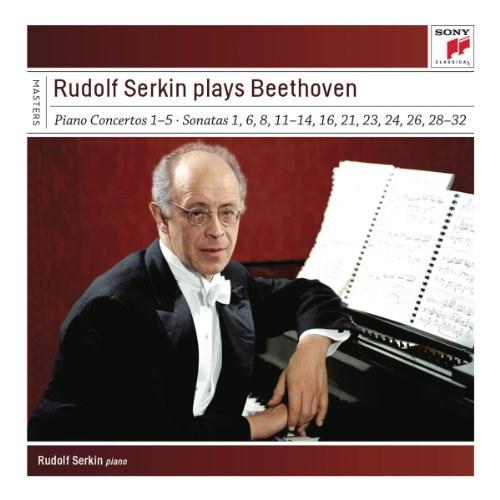 SONY
CLASSICAL
MASTERS
Rudolf Serkin plays Beethoven
Piano Concertos 1–5 · Sonatas 1, 6, 8, 11–14, 16, 21, 23, 24, 26, 28–32
Rudolf Serkin piano